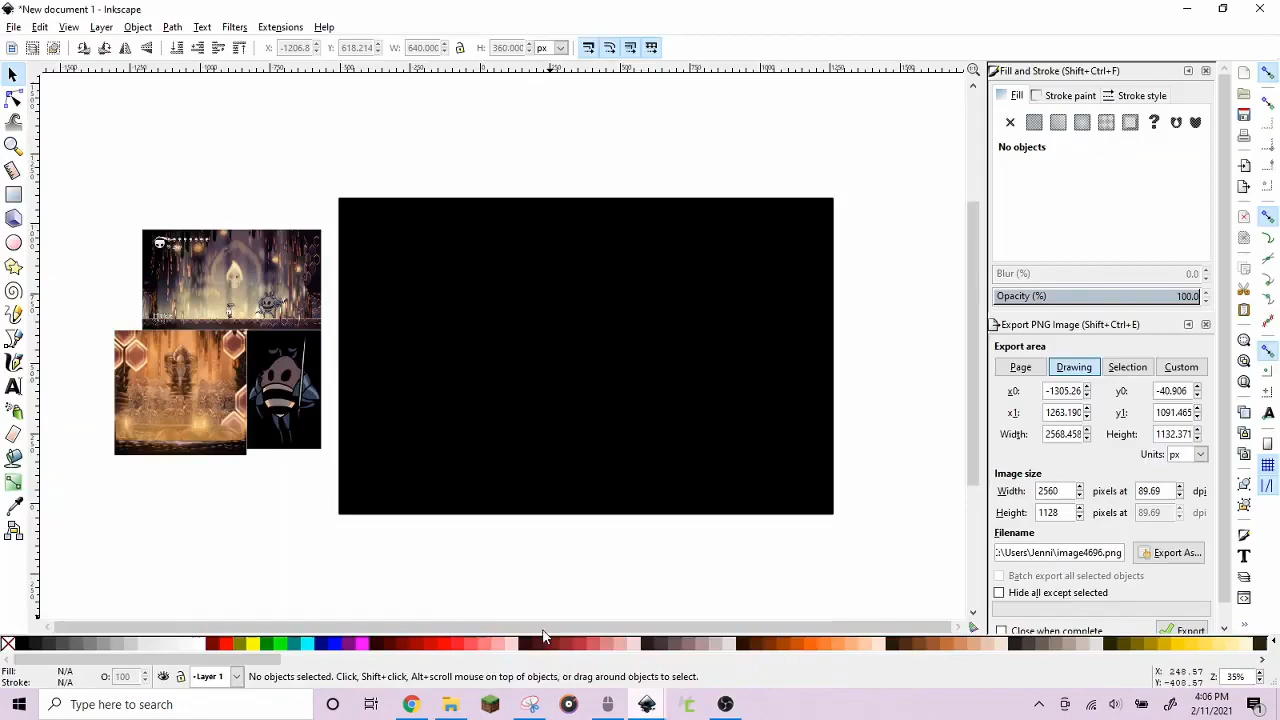 *New document 1 - Inkscape
File Edit View Layer Object Path Text Filters Extensions Help
X: -1206.8 Y: 618.214 W: 640.000 H: 360.000 px
Fill and Stroke (Shift+Ctrl+F)
Fill Stroke paint Stroke style
No objects
Blur (%) 0.0
Opacity (%) 100.0
Export PNG Image (Shift+Ctrl+E)
Export area
Page Drawing Selection Custom
x0: -1305.26 y0: -40.906
x1: 1263.190 y1: 1091.465
Width: 2568.458 Height: 1132.371
Units: px
Image size
Width: 2560 pixels at 89.69 dpi
Height: 1128 pixels at 89.69 dpi
Filename
:\Users\Jenni\image4696.png Export As...
Batch export all selected objects
Hide all except selected
Close when complete Export
Fill: N/A
Stroke: N/A
O: 100
Layer 1
No objects selected. Click, Shift+click, Alt+scroll mouse on top of objects, or drag around objects to select.
X: 248.57
Y: -408.57
Z: 35%
Type here to search
4:06 PM
2/11/2021